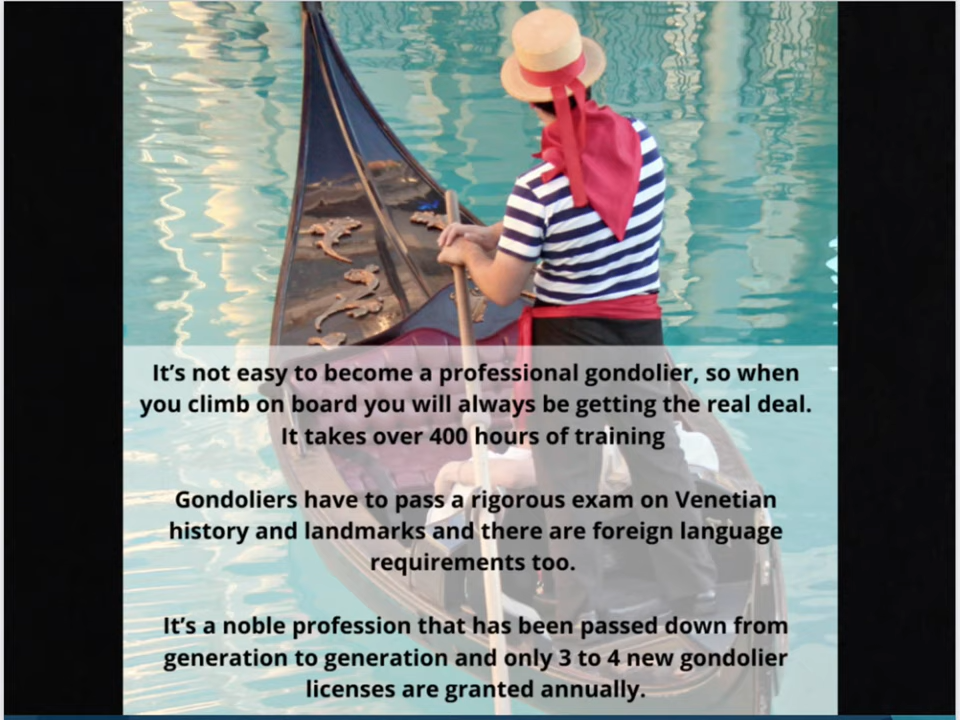 It’s not easy to become a professional gondolier, so when
you climb on board you will always be getting the real deal.
It takes over 400 hours of training
Gondoliers have to pass a rigorous exam on Venetian
history and landmarks and there are foreign language
requirements too.
It’s a noble profession that has been passed down from
generation to generation and only 3 to 4 new gondolier
licenses are granted annually.